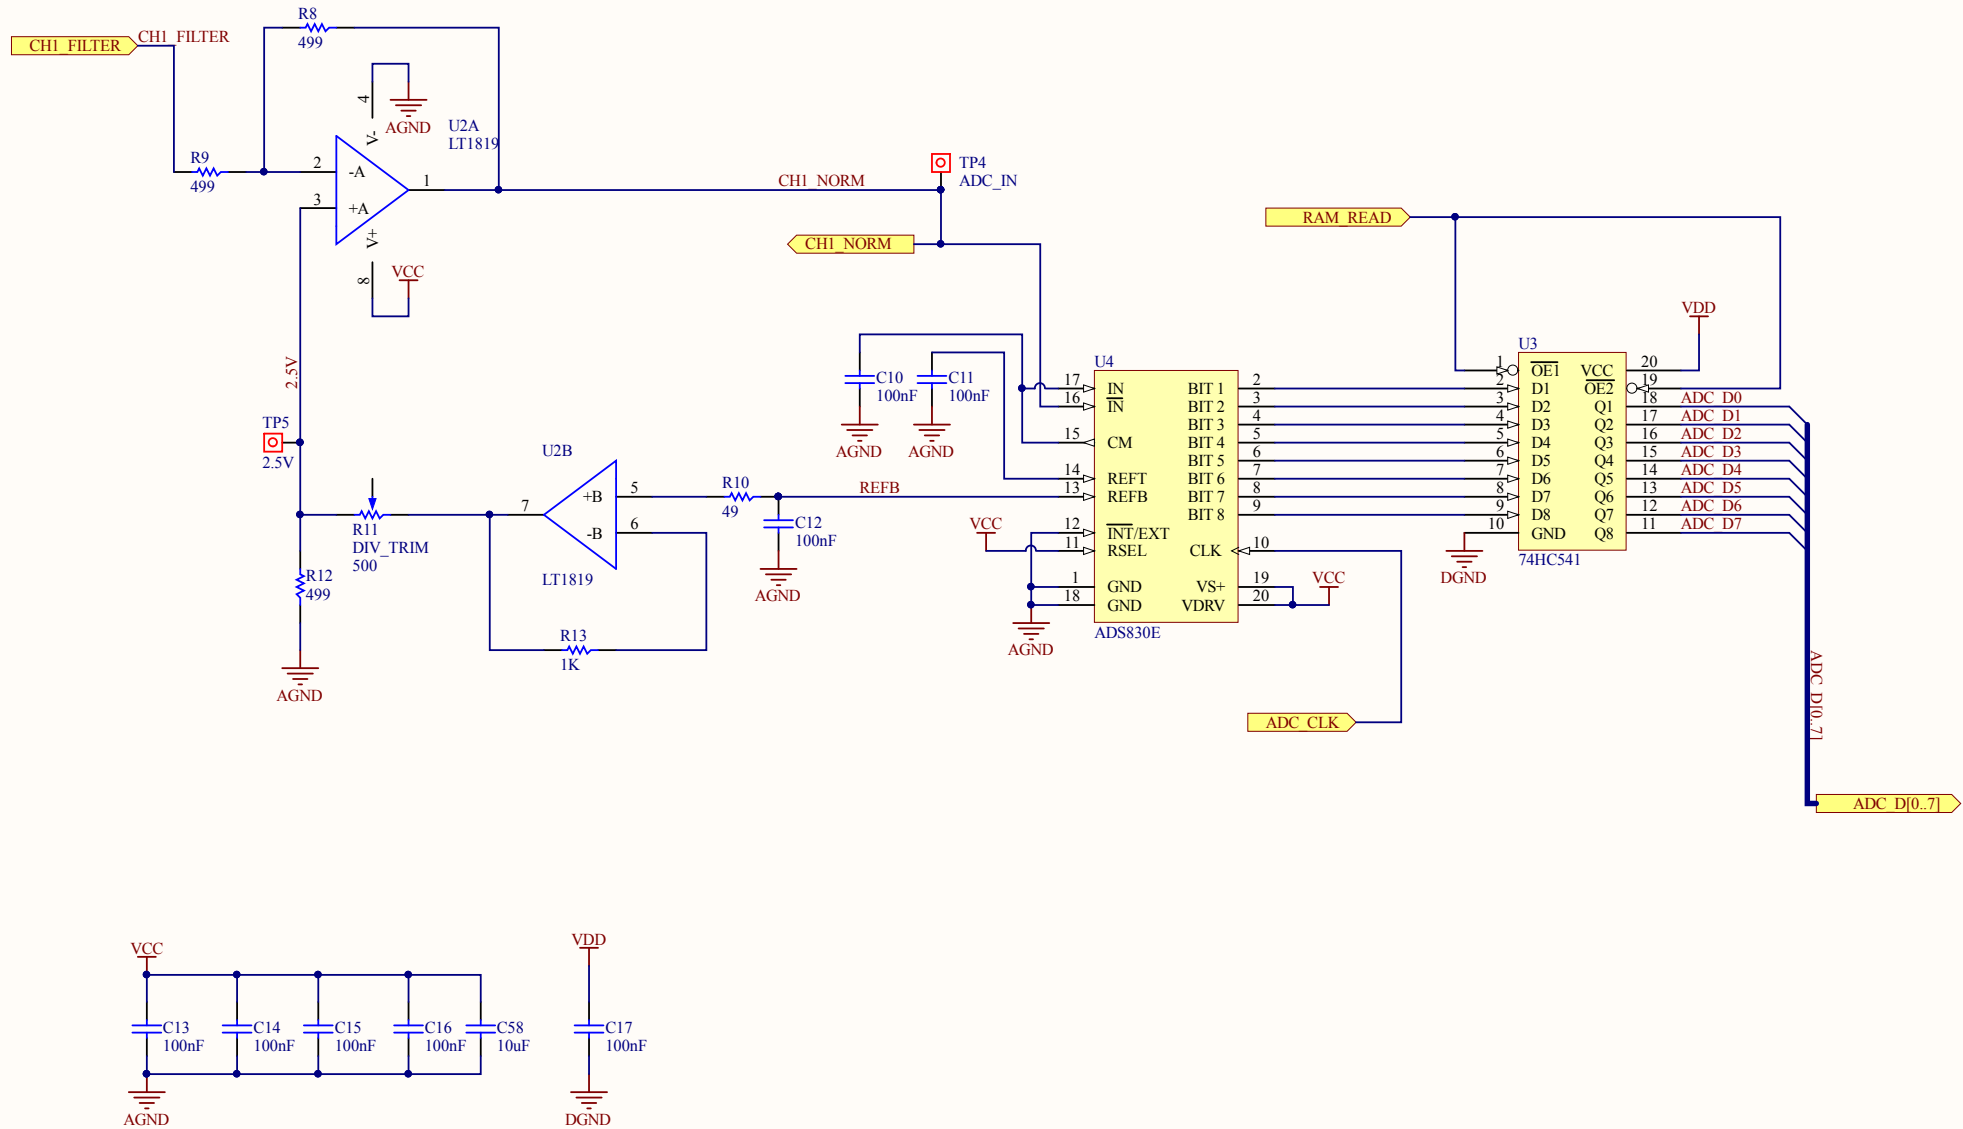 R8
499
CH1_FILTER
CH1_FILTER
4
V-
AGND
U2A
LT1819
R9
499
2
-A
1
3
+A
V+
8
VCC
CH1_NORM
TP4
ADC_IN
CH1_NORM
RAM_READ
2.5V
TP5
2.5V
C10
100nF
AGND
C11
100nF
AGND
U2B
+B
5
-B
6
7
LT1819
R10
49
REFB
C12
100nF
AGND
R11
DIV_TRIM
500
R12
499
AGND
R13
1K
VCC
AGND
U4
17 IN BIT 1 2
16 IN BIT 2 3
BIT 3 4
15 CM BIT 4 5
BIT 5 6
14 REFT BIT 6 7
13 REFB BIT 7 8
BIT 8 9
12 INT/EXT
11 RSEL CLK 10
1 GND VS+ 19
18 GND VDRV 20
ADS830E
VCC
ADC_CLK
VDD
U3
1 OE1 VCC 20
2 D1 OE2 19
3 D2 Q1 18 ADC_D0
4 D3 Q2 17 ADC_D1
5 D4 Q3 16 ADC_D2
6 D5 Q4 15 ADC_D3
7 D6 Q5 14 ADC_D4
8 D7 Q6 13 ADC_D5
9 D8 Q7 12 ADC_D6
10 GND Q8 11 ADC_D7
74HC541
DGND
ADC_D[0..7]
ADC_D[0..7]
VCC
C13
100nF
C14
100nF
C15
100nF
C16
100nF
C58
10uF
AGND
VDD
C17
100nF
DGND